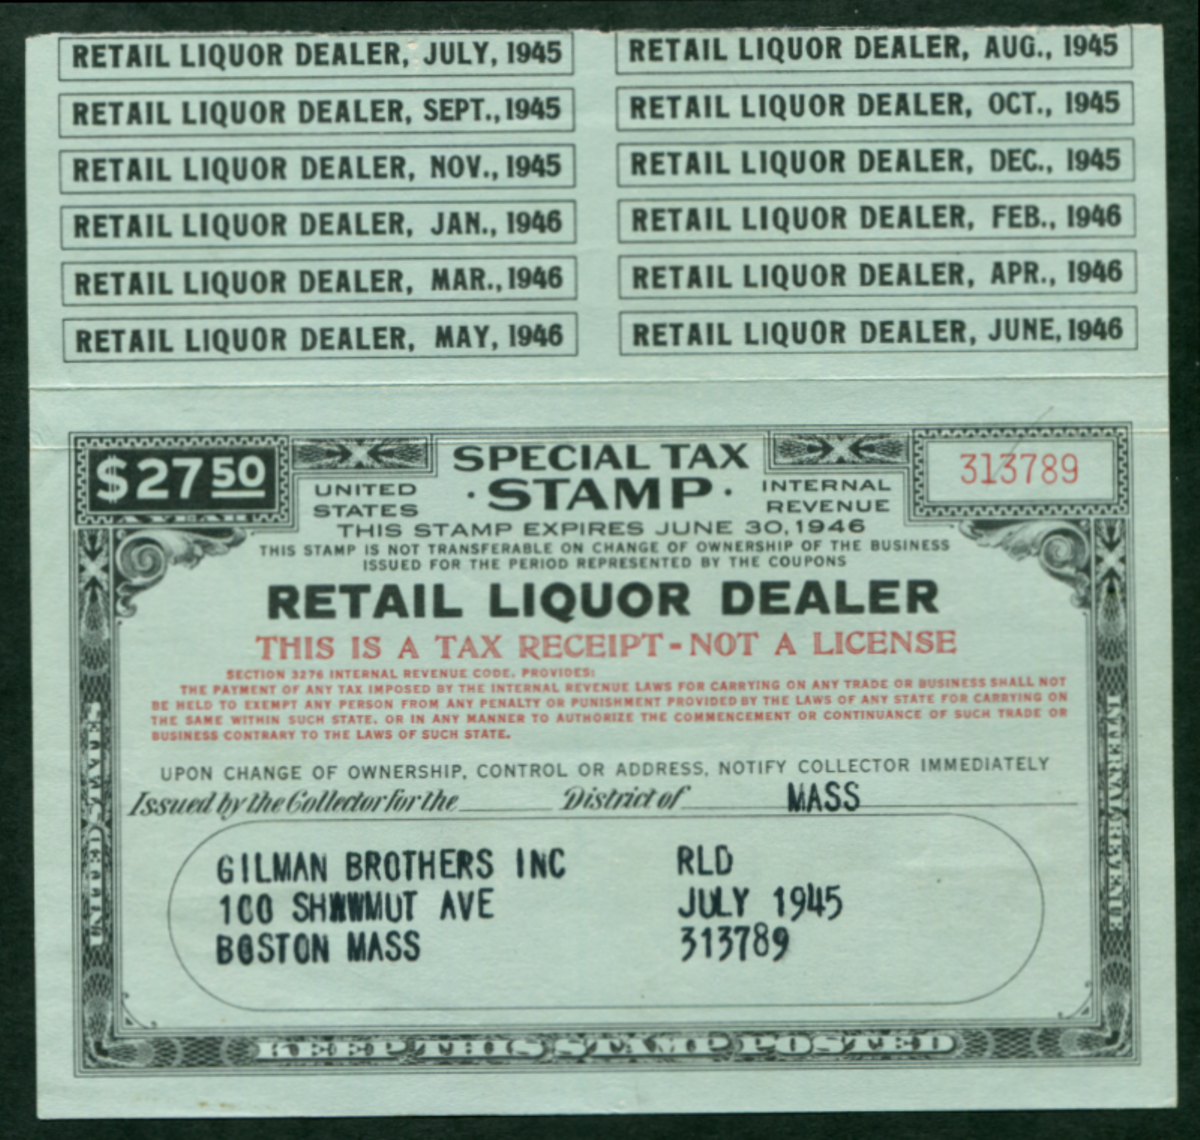 RETAIL LIQUOR DEALER, JULY, 1945
RETAIL LIQUOR DEALER, AUG., 1945
RETAIL LIQUOR DEALER, SEPT., 1945
RETAIL LIQUOR DEALER, OCT., 1945
RETAIL LIQUOR DEALER, NOV., 1945
RETAIL LIQUOR DEALER, DEC., 1945
RETAIL LIQUOR DEALER, JAN., 1946
RETAIL LIQUOR DEALER, FEB., 1946
RETAIL LIQUOR DEALER, MAR., 1946
RETAIL LIQUOR DEALER, APR., 1946
RETAIL LIQUOR DEALER, MAY, 1946
RETAIL LIQUOR DEALER, JUNE, 1946
$27 50
SPECIAL TAX
· STAMP ·
UNITED STATES
INTERNAL REVENUE
313789
THIS STAMP EXPIRES JUNE 30, 1946
THIS STAMP IS NOT TRANSFERABLE ON CHANGE OF OWNERSHIP OF THE BUSINESS
ISSUED FOR THE PERIOD REPRESENTED BY THE COUPONS
RETAIL LIQUOR DEALER
THIS IS A TAX RECEIPT - NOT A LICENSE
SECTION 3276 INTERNAL REVENUE CODE, PROVIDES:
THE PAYMENT OF ANY TAX IMPOSED BY THE INTERNAL REVENUE LAWS FOR CARRYING ON ANY TRADE OR BUSINESS SHALL NOT
BE HELD TO EXEMPT ANY PERSON FROM ANY PENALTY OR PUNISHMENT PROVIDED BY THE LAWS OF ANY STATE FOR CARRYING ON
THE SAME WITHIN SUCH STATE, OR IN ANY MANNER TO AUTHORIZE THE COMMENCEMENT OR CONTINUANCE OF SUCH TRADE OR
BUSINESS CONTRARY TO THE LAWS OF SUCH STATE.
UPON CHANGE OF OWNERSHIP, CONTROL OR ADDRESS, NOTIFY COLLECTOR IMMEDIATELY
Issued by the Collector for the District of MASS
GILMAN BROTHERS INC RLD
100 SHAWMUT AVE JULY 1945
BOSTON MASS 313789
UNITED STATES
INTERNAL REVENUE
KEEP THIS STAMP POSTED